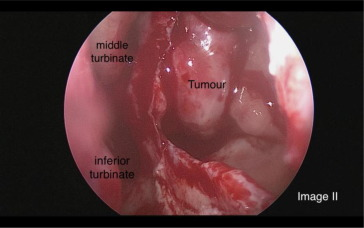 middle
turbinate
Tumour
inferior
turbinate
Image II